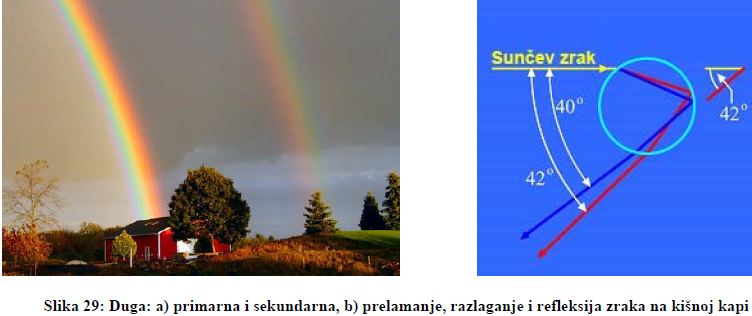 Sunčev zrak
40°
42°
42°
Slika 29: Duga: a) primarna i sekundarna, b) prelamanje, razlaganje i refleksija zraka na kišnoj kapi